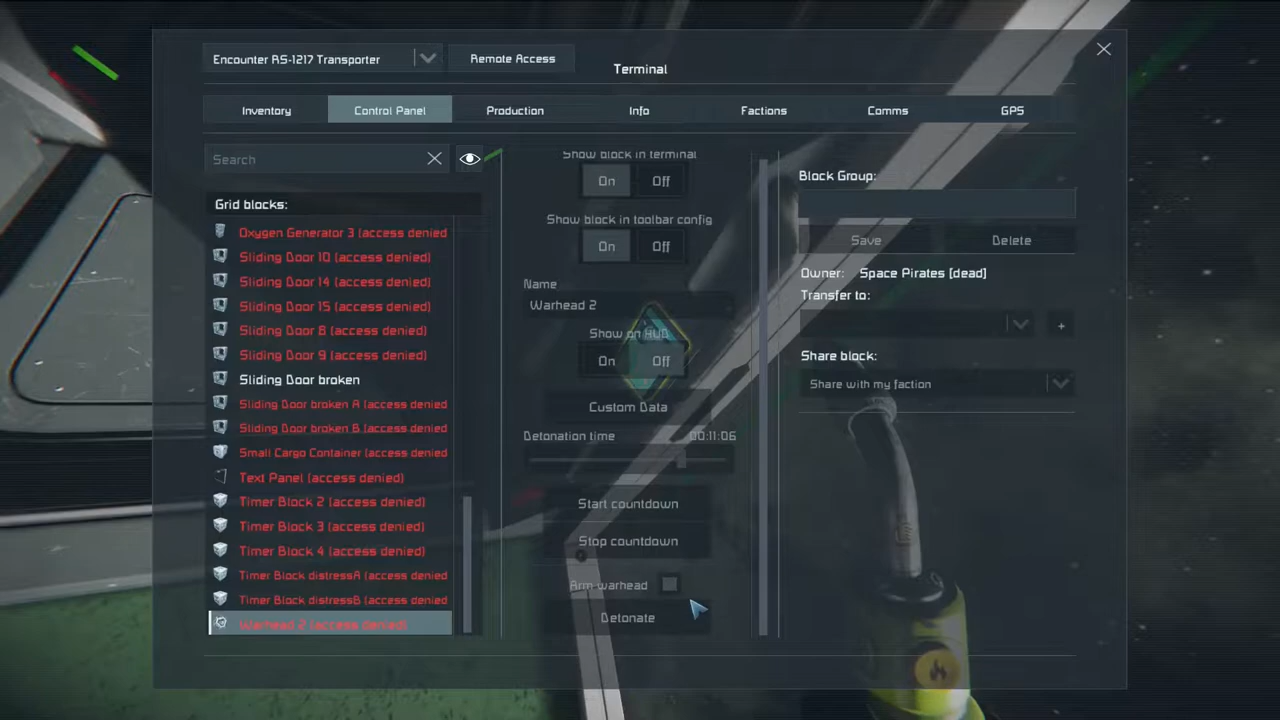 Encounter RS-1217 Transporter
Remote Access
Terminal
Inventory
Control Panel
Production
Info
Factions
Comms
GPS
Search
Grid blocks:
Oxygen Generator 3 (access denied
Sliding Door 10 (access denied)
Sliding Door 14 (access denied)
Sliding Door 15 (access denied)
Sliding Door 8 (access denied)
Sliding Door 9 (access denied)
Sliding Door broken
Sliding Door broken A (access denied
Sliding Door broken B (access denied
Small Cargo Container (access denied
Text Panel (access denied)
Timer Block 2 (access denied)
Timer Block 3 (access denied)
Timer Block 4 (access denied)
Timer Block distressA (access denied
Timer Block distressB (access denied
Warhead 2 (access denied)
Show block in terminal
On Off
Show block in toolbar config
On Off
Name
Warhead 2
Show on HUD
On Off
Custom Data
Detonation time 00:11:06
Start countdown
Stop countdown
Arm warhead
Detonate
Block Group:
Save Delete
Owner: Space Pirates [dead]
Transfer to:
+
Share block:
Share with my faction